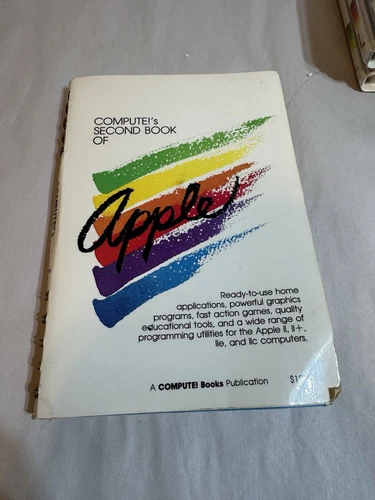 COMPUTE!'s
SECOND BOOK
OF
Apple
Ready-to-use home
applications, powerful graphics
programs, fast action games, quality
educational tools, and a wide range of
programming utilities for the Apple II, II+,
IIe, and IIc computers.
A COMPUTE! Books Publication